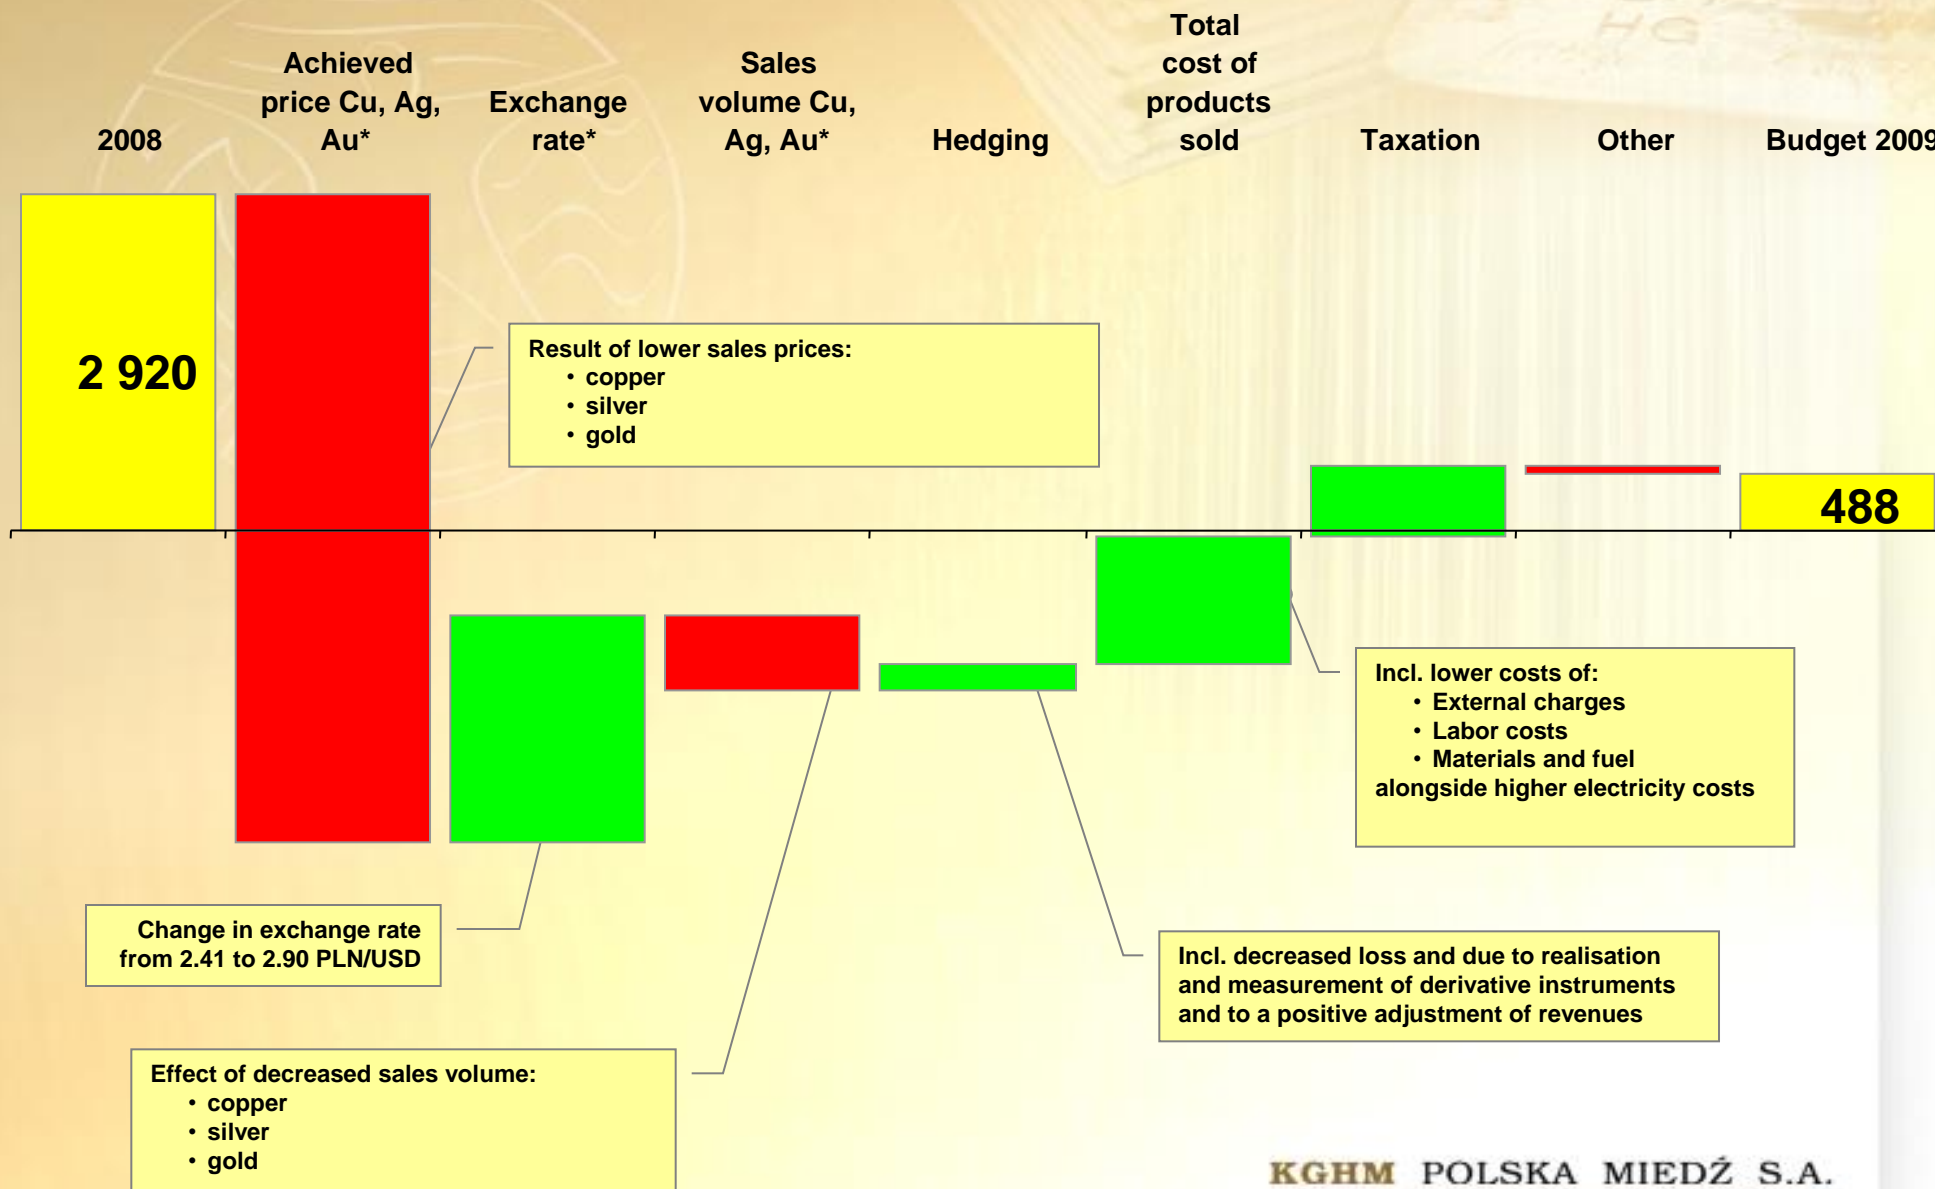 2008
Achieved
price Cu, Ag,
Au*
Exchange
rate*
Sales
volume Cu,
Ag, Au*
Hedging
Total
cost of
products
sold
Taxation
Other
Budget 2009
2 920
Result of lower sales prices:
• copper
• silver
• gold
488
Incl. lower costs of:
• External charges
• Labor costs
• Materials and fuel
alongside higher electricity costs
Change in exchange rate
from 2.41 to 2.90 PLN/USD
Incl. decreased loss and due to realisation
and measurement of derivative instruments
and to a positive adjustment of revenues
Effect of decreased sales volume:
• copper
• silver
• gold
KGHM POLSKA MIEDŹ S.A.
HG